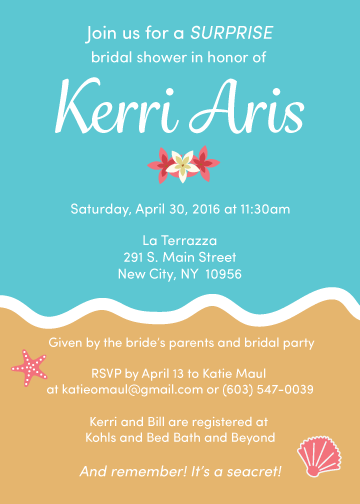 Join us for a SURPRISE
bridal shower in honor of
Kerri Aris
Saturday, April 30, 2016 at 11:30am
La Terrazza
291 S. Main Street
New City, NY 10956
Given by the bride's parents and bridal party
RSVP by April 13 to Katie Maul
at katieomaul@gmail.com or (603) 547-0039
Kerri and Bill are registered at
Kohls and Bed Bath and Beyond
And remember! It's a seacret!